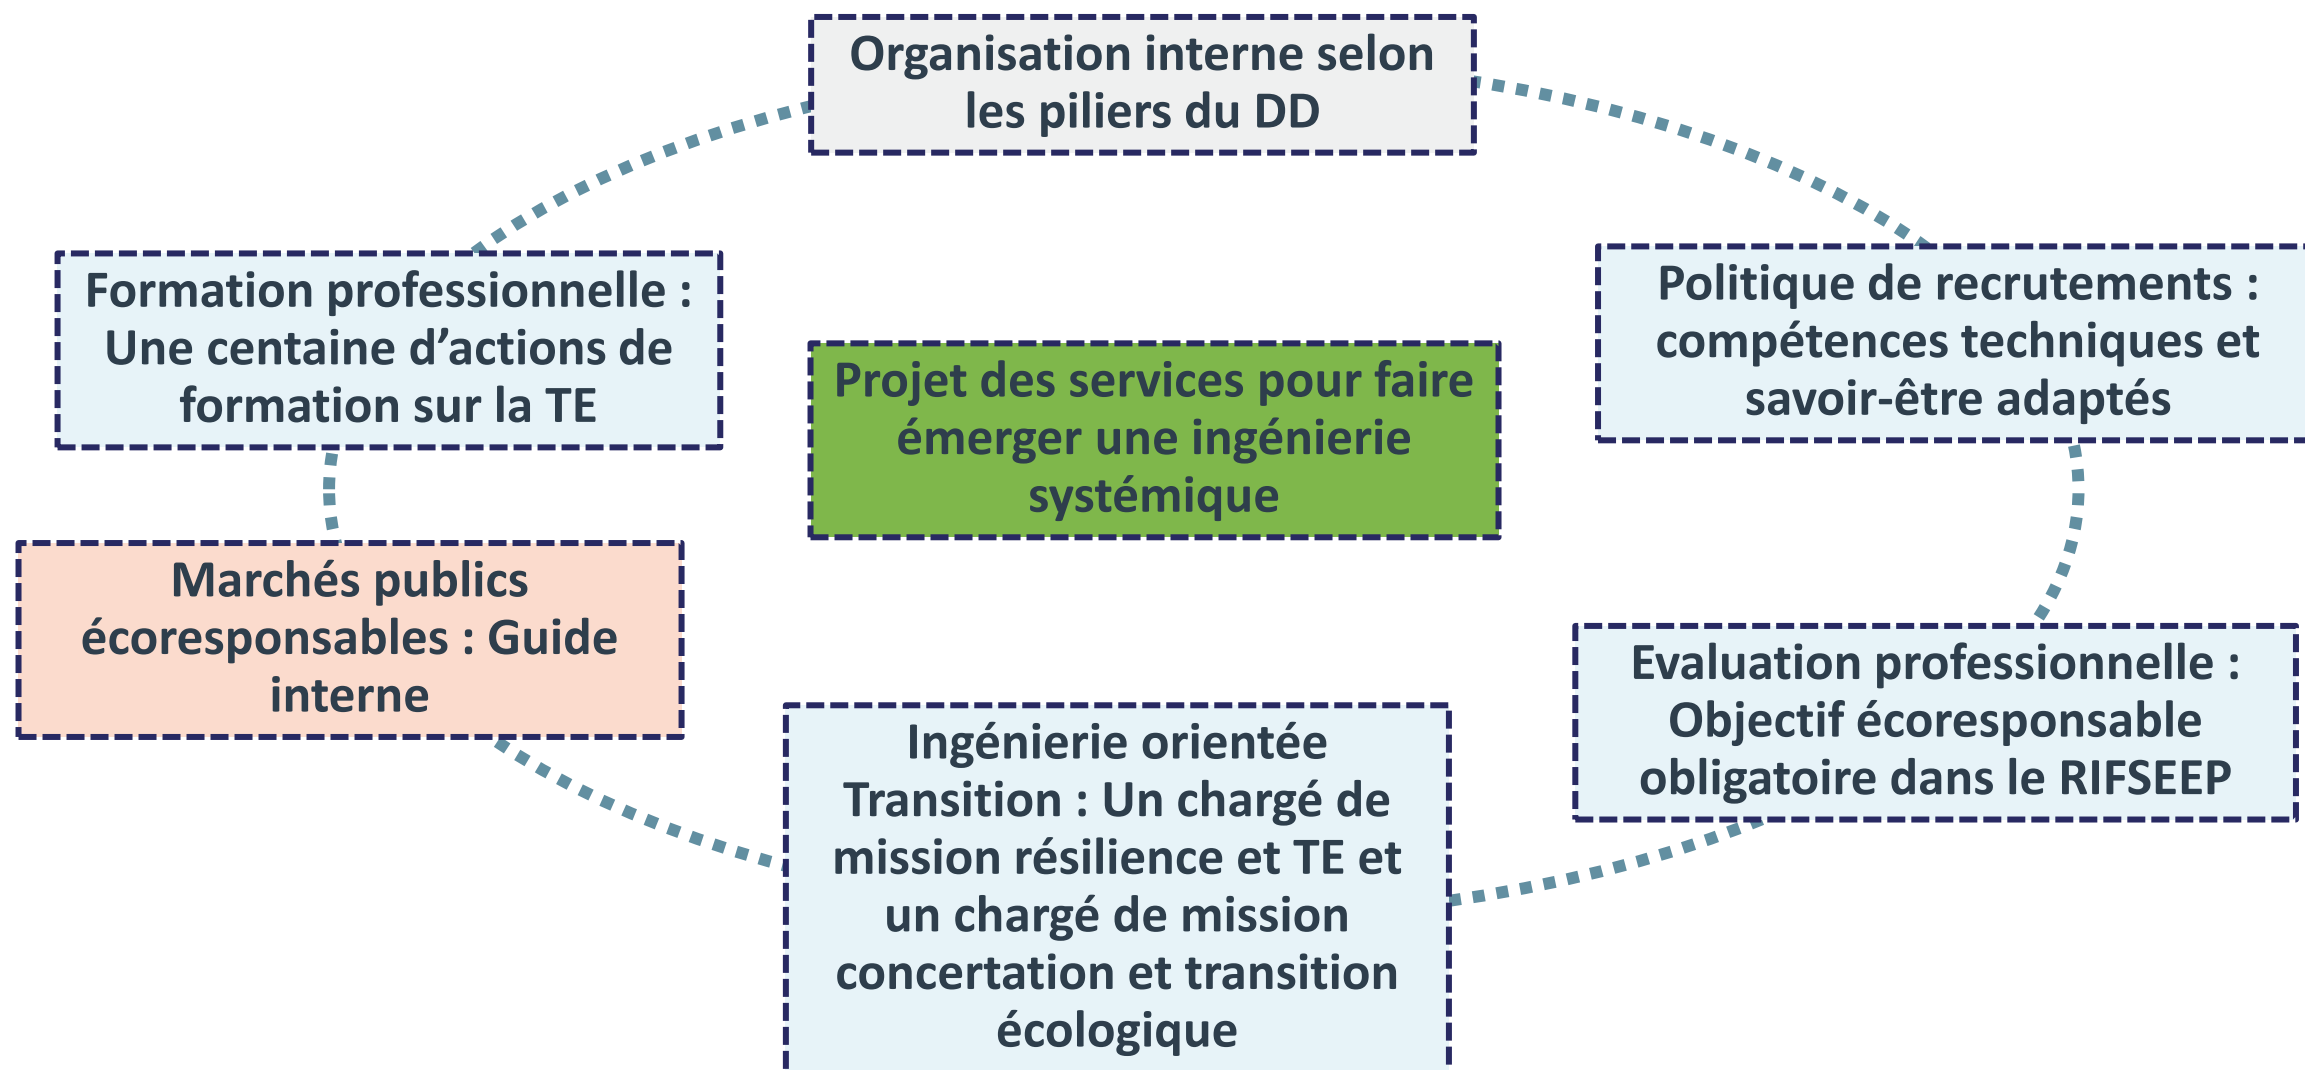 Organisation interne selon
les piliers du DD
Formation professionnelle :
Une centaine d’actions de
formation sur la TE
Politique de recrutements :
compétences techniques et
savoir-être adaptés
Projet des services pour faire
émerger une ingénierie
systémique
Marchés publics
écoresponsables : Guide
interne
Evaluation professionnelle :
Objectif écoresponsable
obligatoire dans le RIFSEEP
Ingénierie orientée
Transition : Un chargé de
mission résilience et TE et
un chargé de mission
concertation et transition
écologique